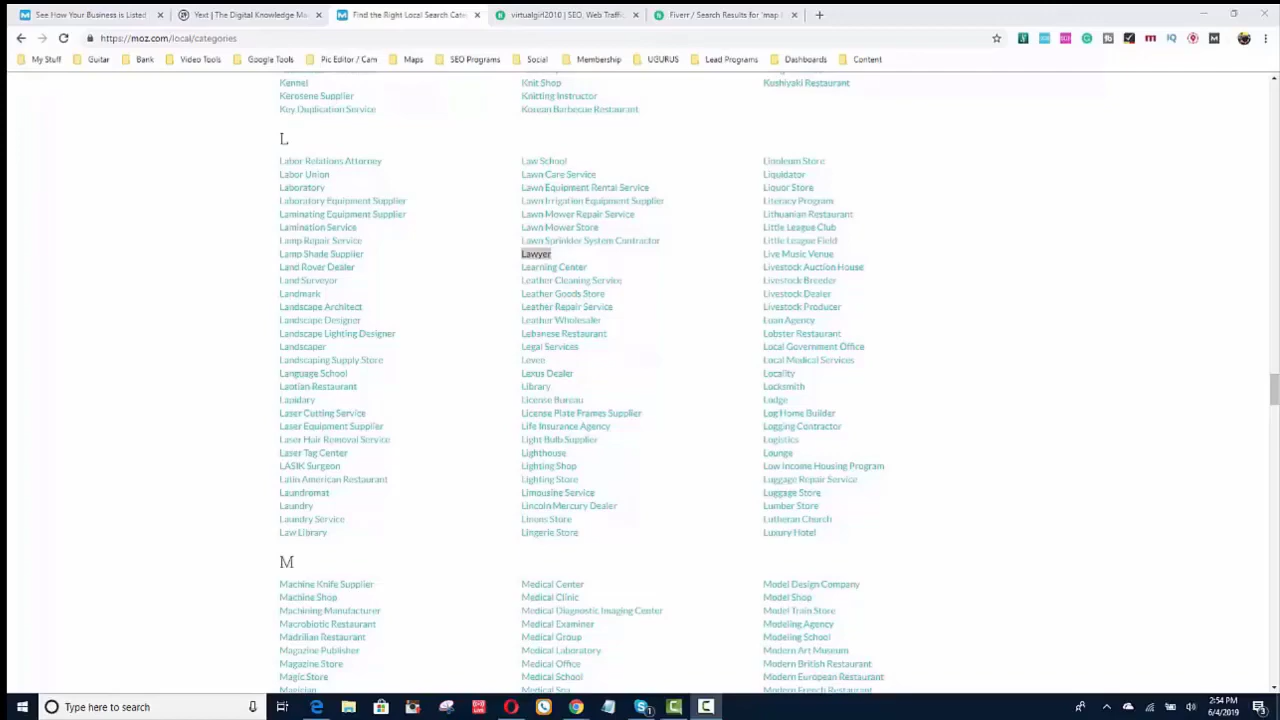 See How Your Business is Listed
Yext | The Digital Knowledge Ma
Find the Right Local Search Cate
virtualgirl2010 | SEO, Web Traffic,
Fiverr / Search Results for 'map
https://moz.com/local/categories
My Stuff
Guitar
Bank
Video Tools
Google Tools
Pic Editor / Cam
Maps
SEO Programs
Social
Membership
UGURUS
Lead Programs
Dashboards
Content
Kennel
Kerosene Supplier
Key Duplication Service
Knit Shop
Knitting Instructor
Korean Barbecue Restaurant
Kushiyaki Restaurant
L
Labor Relations Attorney
Labor Union
Laboratory
Laboratory Equipment Supplier
Laminating Equipment Supplier
Lamination Service
Lamp Repair Service
Lamp Shade Supplier
Land Rover Dealer
Land Surveyor
Landmark
Landscape Architect
Landscape Designer
Landscape Lighting Designer
Landscaper
Landscaping Supply Store
Language School
Laotian Restaurant
Lapidary
Laser Cutting Service
Laser Equipment Supplier
Laser Hair Removal Service
Laser Tag Center
LASIK Surgeon
Latin American Restaurant
Laundromat
Laundry
Laundry Service
Law Library
Law School
Lawn Care Service
Lawn Equipment Rental Service
Lawn Irrigation Equipment Supplier
Lawn Mower Repair Service
Lawn Mower Store
Lawn Sprinkler System Contractor
Lawyer
Learning Center
Leather Cleaning Service
Leather Goods Store
Leather Repair Service
Leather Wholesaler
Lebanese Restaurant
Legal Services
Levee
Lexus Dealer
Library
License Bureau
License Plate Frames Supplier
Life Insurance Agency
Light Bulb Supplier
Lighthouse
Lighting Shop
Lighting Store
Limousine Service
Lincoln Mercury Dealer
Linens Store
Lingerie Store
Linoleum Store
Liquidator
Liquor Store
Literacy Program
Lithuanian Restaurant
Little League Club
Little League Field
Live Music Venue
Livestock Auction House
Livestock Breeder
Livestock Dealer
Livestock Producer
Loan Agency
Lobster Restaurant
Local Government Office
Local Medical Services
Locality
Locksmith
Lodge
Log Home Builder
Logging Contractor
Logistics
Lounge
Low Income Housing Program
Luggage Repair Service
Luggage Store
Lumber Store
Lutheran Church
Luxury Hotel
M
Machine Knife Supplier
Machine Shop
Machining Manufacturer
Macrobiotic Restaurant
Madrilian Restaurant
Magazine Publisher
Magazine Store
Magic Store
Magician
Medical Center
Medical Clinic
Medical Diagnostic Imaging Center
Medical Examiner
Medical Group
Medical Laboratory
Medical Office
Medical School
Medical Spa
Model Design Company
Model Shop
Model Train Store
Modeling Agency
Modeling School
Modern Art Museum
Modern British Restaurant
Modern European Restaurant
Modern French Restaurant
Type here to search
2:54 PM
6/4/2019